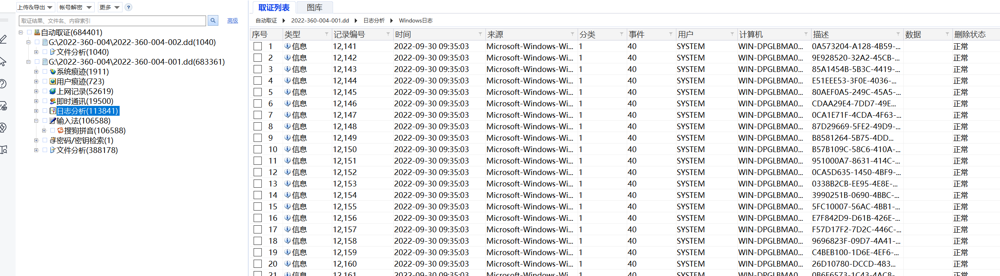 上传&导出 帐号解密 更多 ?
取证结果、文件名、内容索引 高级
自动取证(684401)
G:\2022-360-004\2022-360-004-002.dd(1040)
文件分析(1040)
G:\2022-360-004\2022-360-004-001.dd(683361)
系统痕迹(1911)
用户痕迹(723)
上网记录(52619)
即时通讯(19500)
日志分析(113841)
输入法(106588)
搜狗拼音(106588)
密码/密钥检索(1)
文件分析(388178)
取证列表 图库
自动取证 2022-360-004-001.dd 日志分析 Windows日志
序号 类型 记录编号 时间 来源 分类 事件 用户 计算机 描述 数据 删除状态
1 信息 12,141 2022-09-30 09:35:03 Microsoft-Windows-Wi... 1 40 SYSTEM WIN-DPGLBMA0... 0A573204-A128-4B59-... 正常
2 信息 12,142 2022-09-30 09:35:03 Microsoft-Windows-Wi... 1 40 SYSTEM WIN-DPGLBMA0... 9E928520-32A2-45CB-... 正常
3 信息 12,143 2022-09-30 09:35:03 Microsoft-Windows-Wi... 1 40 SYSTEM WIN-DPGLBMA0... 85A1454B-5B3C-4419-... 正常
4 信息 12,144 2022-09-30 09:35:03 Microsoft-Windows-Wi... 1 40 SYSTEM WIN-DPGLBMA0... E51EEE53-3F0E-4036-... 正常
5 信息 12,145 2022-09-30 09:35:03 Microsoft-Windows-Wi... 1 40 SYSTEM WIN-DPGLBMA0... 80AEF0A5-249C-45A5-... 正常
6 信息 12,146 2022-09-30 09:35:03 Microsoft-Windows-Wi... 1 40 SYSTEM WIN-DPGLBMA0... CDAA29E4-7DD7-49E... 正常
7 信息 12,147 2022-09-30 09:35:03 Microsoft-Windows-Wi... 1 40 SYSTEM WIN-DPGLBMA0... 0CA1E71F-4CDA-4F63-... 正常
8 信息 12,148 2022-09-30 09:35:03 Microsoft-Windows-Wi... 1 40 SYSTEM WIN-DPGLBMA0... 87D29669-5FE2-49D9-... 正常
9 信息 12,149 2022-09-30 09:35:03 Microsoft-Windows-Wi... 1 40 SYSTEM WIN-DPGLBMA0... B8581264-5B75-4DD... 正常
10 信息 12,150 2022-09-30 09:35:03 Microsoft-Windows-Wi... 1 40 SYSTEM WIN-DPGLBMA0... B57B109C-58C6-410A-... 正常
11 信息 12,151 2022-09-30 09:35:03 Microsoft-Windows-Wi... 1 40 SYSTEM WIN-DPGLBMA0... 951000A7-8631-414C-... 正常
12 信息 12,152 2022-09-30 09:35:03 Microsoft-Windows-Wi... 1 40 SYSTEM WIN-DPGLBMA0... 0CA5D635-1450-4BF9-... 正常
13 信息 12,153 2022-09-30 09:35:03 Microsoft-Windows-Wi... 1 40 SYSTEM WIN-DPGLBMA0... 0338B2CB-EE95-4E8E-... 正常
14 信息 12,154 2022-09-30 09:35:03 Microsoft-Windows-Wi... 1 40 SYSTEM WIN-DPGLBMA0... 3990251B-0690-4BBC-... 正常
15 信息 12,155 2022-09-30 09:35:03 Microsoft-Windows-Wi... 1 40 SYSTEM WIN-DPGLBMA0... 5FC10007-56AC-4BB1-... 正常
16 信息 12,156 2022-09-30 09:35:03 Microsoft-Windows-Wi... 1 40 SYSTEM WIN-DPGLBMA0... E7F842D9-D61B-426E-... 正常
17 信息 12,157 2022-09-30 09:35:03 Microsoft-Windows-Wi... 1 40 SYSTEM WIN-DPGLBMA0... F57D17F2-7D2C-446C-... 正常
18 信息 12,158 2022-09-30 09:35:03 Microsoft-Windows-Wi... 1 40 SYSTEM WIN-DPGLBMA0... 9696823F-09D7-4A41-... 正常
19 信息 12,159 2022-09-30 09:35:03 Microsoft-Windows-Wi... 1 40 SYSTEM WIN-DPGLBMA0... C4BEB100-1D6E-4EF6-... 正常
20 信息 12,160 2022-09-30 09:35:03 Microsoft-Windows-Wi... 1 40 SYSTEM WIN-DPGLBMA0... 26D10780-DCCD-483... 正常
21 信息 12,161 2022-09-30 09:35:03 Microsoft-Windows-Wi... 1 40 SYSTEM WIN-DPGLBMA0... 正常